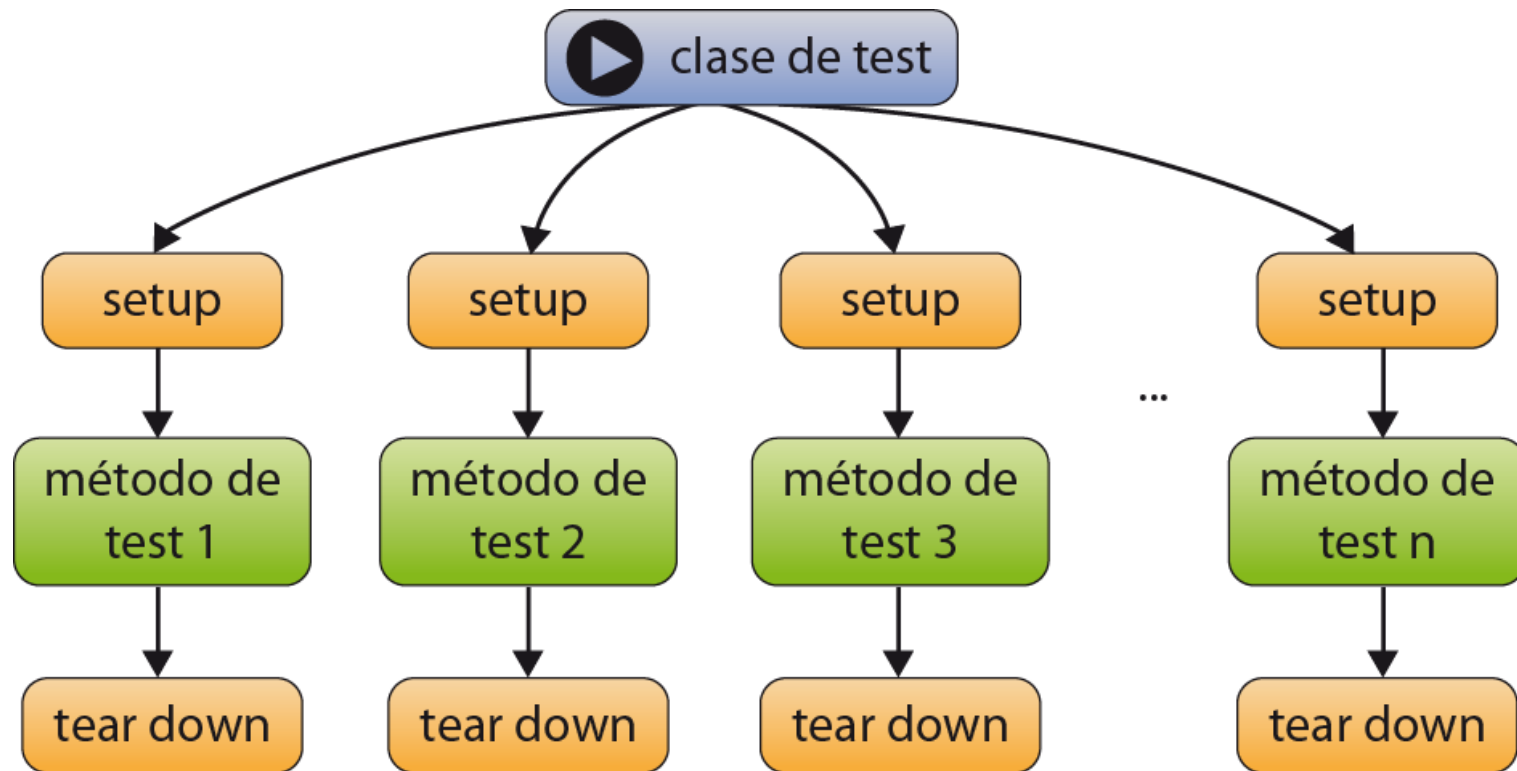 clase de test
setup
setup
setup
setup
...
método de
test 1
método de
test 2
método de
test 3
método de
test n
tear down
tear down
tear down
tear down